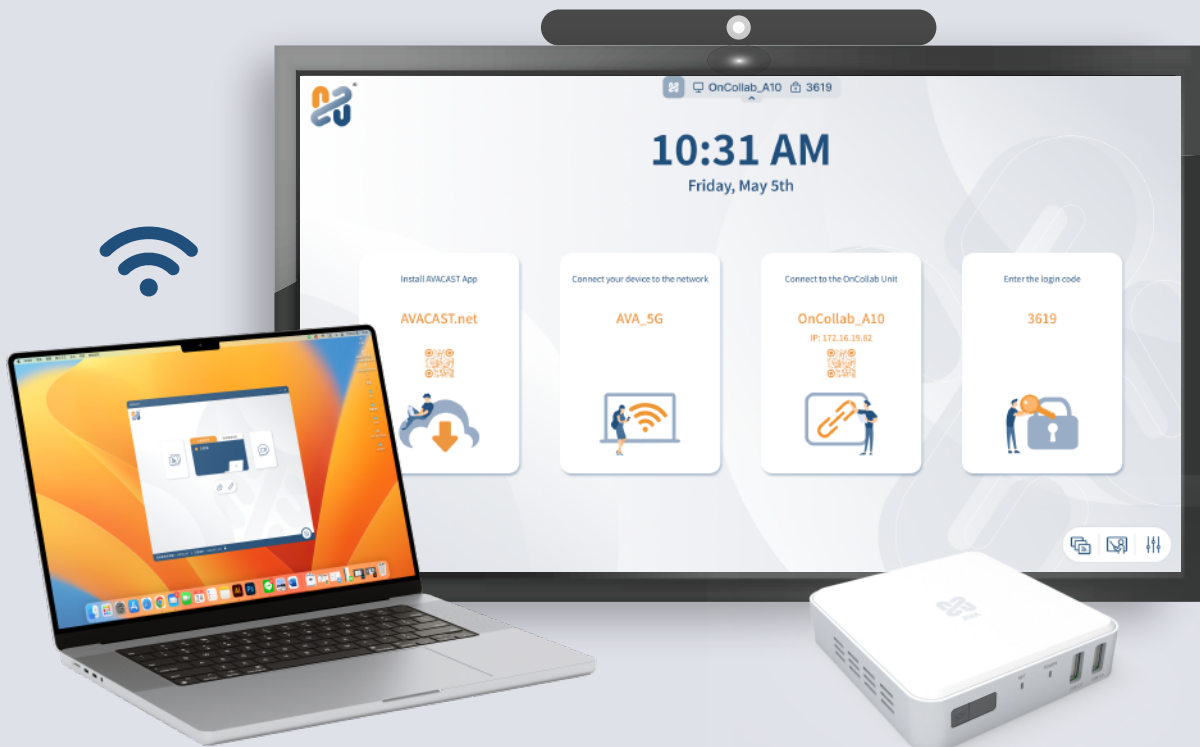 OnCollab_A10 3619
10:31 AM
Friday, May 5th
Install AVACAST App
AVACAST.net
Connect your device to the network
AVA_5G
Connect to the OnCollab Unit
OnCollab_A10
IP: 172.16.19.82
Enter the login code
3619
AVA